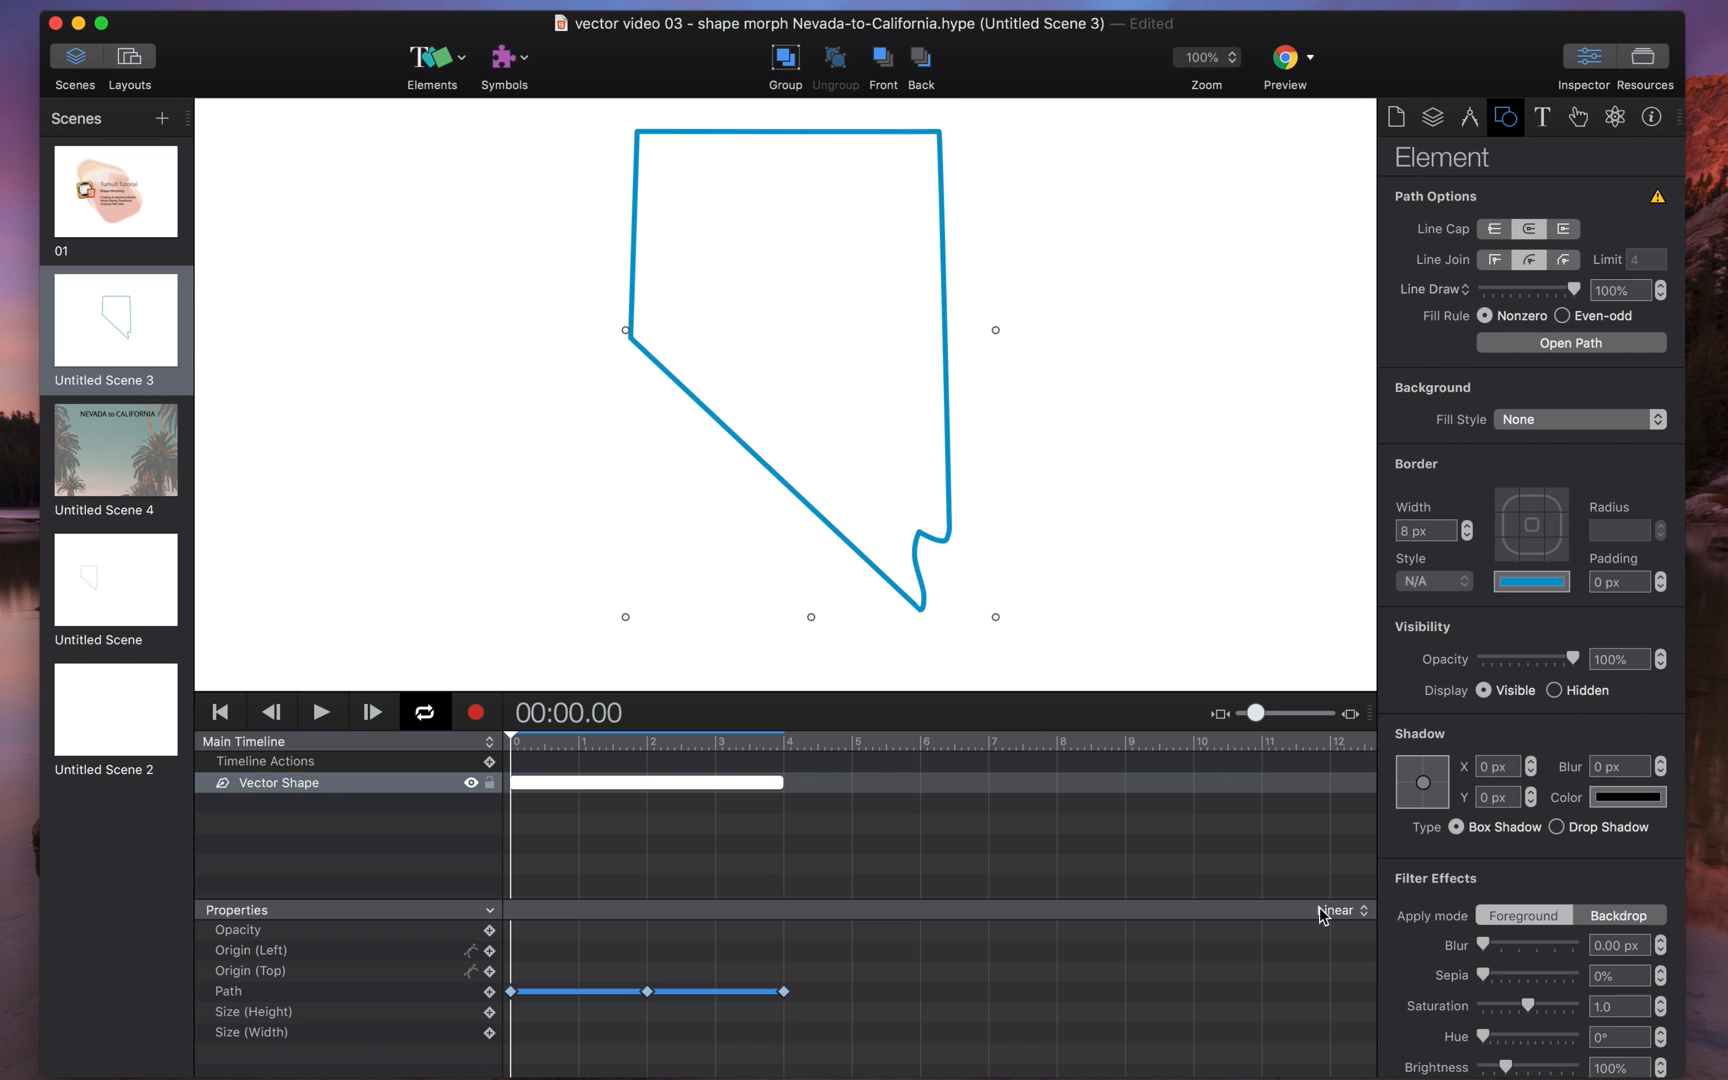 vector video 03 - shape morph Nevada-to-California.hype (Untitled Scene 3) — Edited
Scenes Layouts
Elements Symbols
Group Ungroup Front Back
100%
Zoom
Preview
Inspector Resources
Scenes +
Tumult Tutorial
01
Untitled Scene 3
NEVADA to CALIFORNIA
Untitled Scene 4
Untitled Scene
Untitled Scene 2
00:00.00
Main Timeline
0 1 2 3 4 5 6 7 8 9 10 11 12
Timeline Actions
Vector Shape
Properties
Linear
Opacity
Origin (Left)
Origin (Top)
Path
Size (Height)
Size (Width)
Element
Path Options
Line Cap
Line Join Limit 4
Line Draw 100%
Fill Rule Nonzero Even-odd
Open Path
Background
Fill Style None
Border
Width Radius
8 px
Style Padding
N/A 0 px
Visibility
Opacity 100%
Display Visible Hidden
Shadow
X 0 px Blur 0 px
Y 0 px Color
Type Box Shadow Drop Shadow
Filter Effects
Apply mode Foreground Backdrop
Blur 0.00 px
Sepia 0%
Saturation 1.0
Hue 0°
Brightness 100%